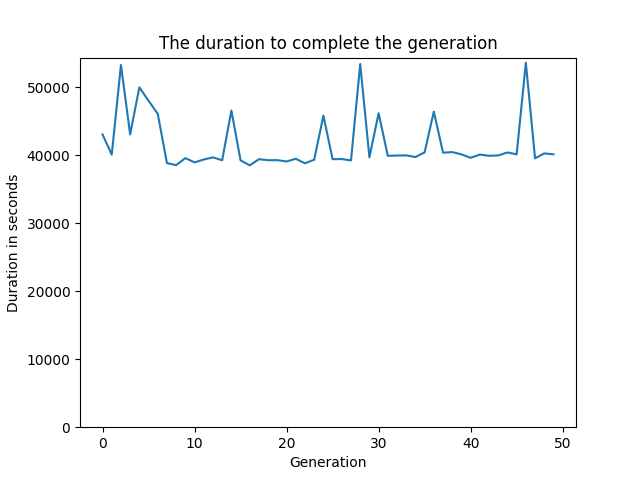 The duration to complete the generation
50000
40000
30000
20000
10000
0
Duration in seconds
0 10 20 30 40 50
Generation